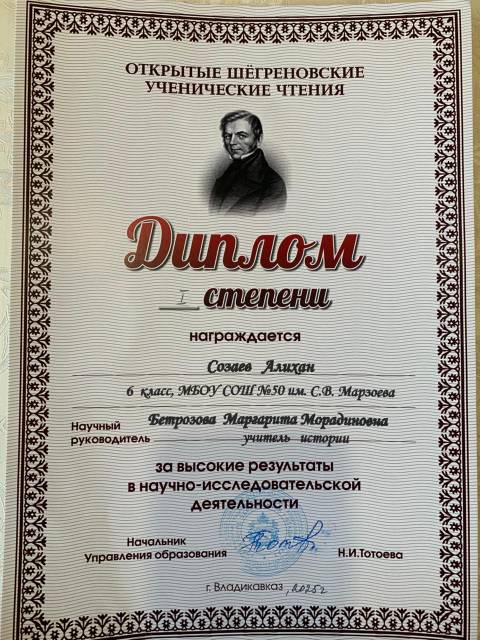 ОТКРЫТЫЕ ШЁГРЕНОВСКИЕ
УЧЕНИЧЕСКИЕ ЧТЕНИЯ
Диплом
I степени
награждается
Созаев Алихан
6 класс, МБОУ СОШ №50 им. С.В. Марзоева
Научный руководитель
Бетрозова Маргарита Морадиновна
учитель истории
за высокие результаты
в научно-исследовательской
деятельности
Начальник
Управления образования
Н.И.Тотоева
г. Владикавказ, 2025г